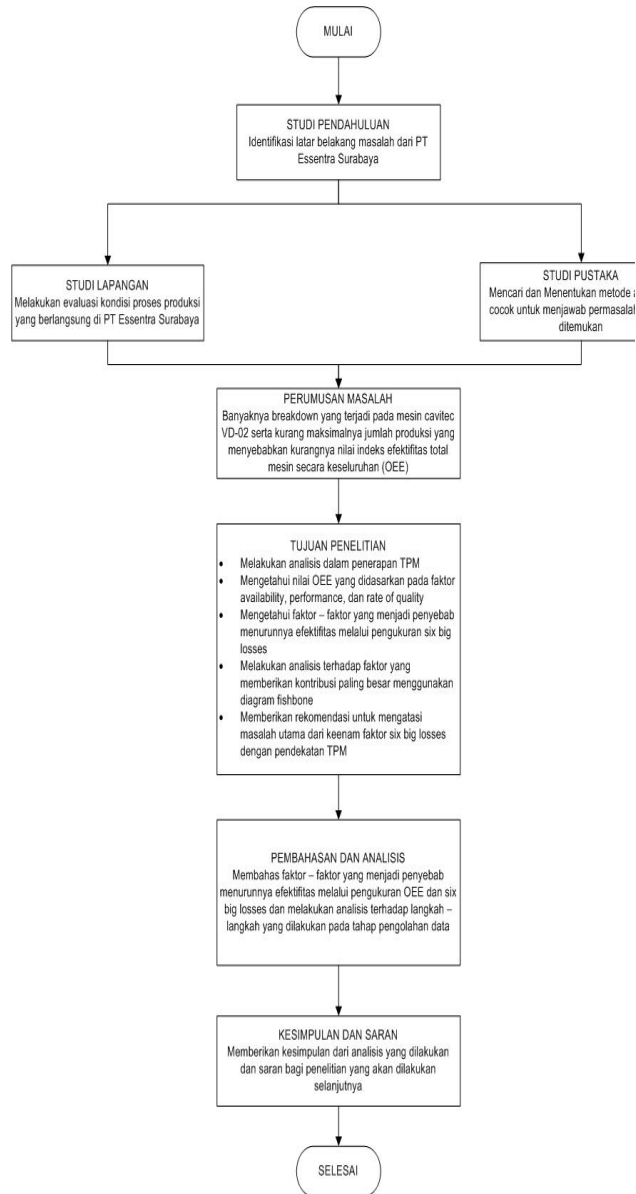 MULAI
STUDI PENDAHULUAN
Identifikasi latar belakang masalah dari PT
Essentra Surabaya
STUDI LAPANGAN
Melakukan evaluasi kondisi proses produksi
yang berlangsung di PT Essentra Surabaya
STUDI PUSTAKA
Mencari dan Menentukan metode
cocok untuk menjawab
ditemukan
PERUMUSAN MASALAH
Banyaknya breakdown yang terjadi pada mesin cavitec
VD-02 serta kurang maksimalnya jumlah produksi yang
menyebabkan kurangnya nilai indeks efektifitas total
mesin secara keseluruhan (OEE)
TUJUAN PENELITIAN
• Melakukan analisis dalam penerapan TPM
• Mengetahui nilai OEE yang didasarkan pada faktor
availability, performance, dan rate of quality
• Mengetahui faktor – faktor yang menjadi penyebab
menurunnya efektifitas melalui pengukuran six big
losses
• Melakukan analisis terhadap faktor yang
memberikan kontribusi paling besar menggunakan
diagram fishbone
• Memberikan rekomendasi untuk mengatasi
masalah utama dari keenam faktor six big losses
dengan pendekatan TPM
PEMBAHASAN DAN ANALISIS
Membahas faktor – faktor yang menjadi penyebab
menurunnya efektifitas melalui pengukuran OEE dan six
big losses dan melakukan analisis terhadap langkah –
langkah yang dilakukan pada tahap pengolahan data
KESIMPULAN DAN SARAN
Memberikan kesimpulan dari analisis yang dilakukan
dan saran bagi penelitian yang akan dilakukan
selanjutnya
SELESAI